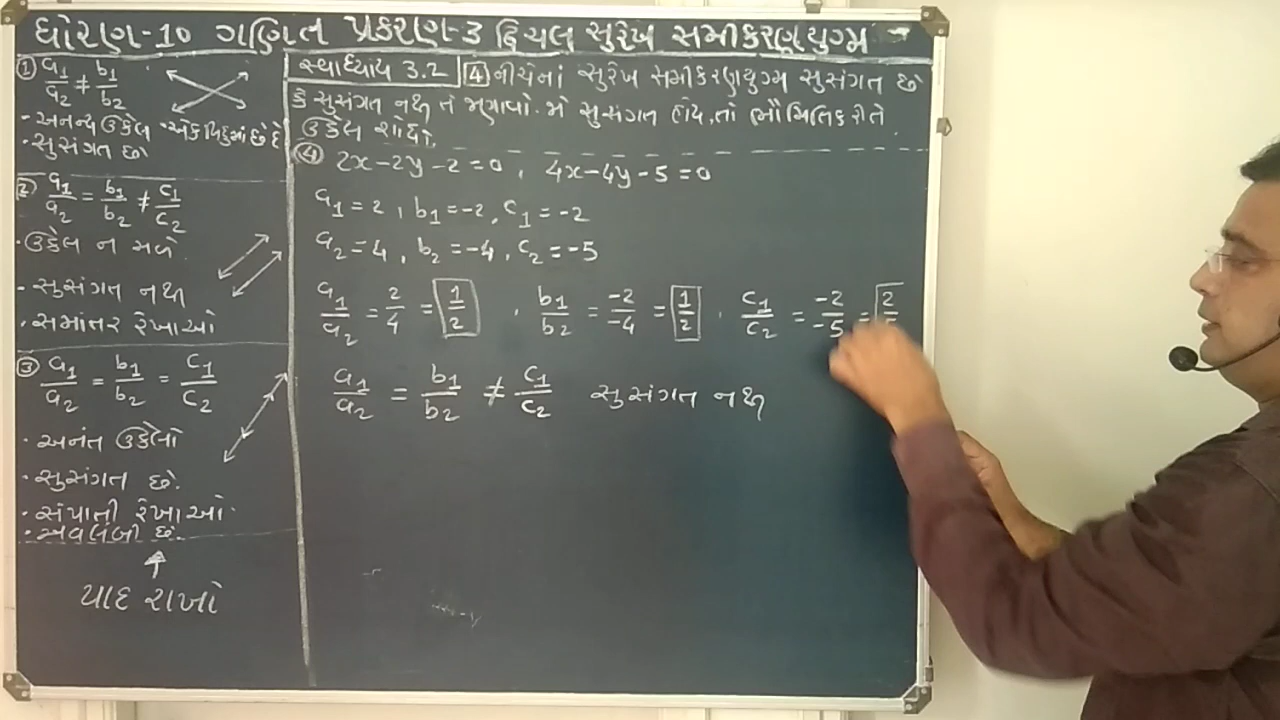 ધોરણ-10 ગણિત પ્રકરણ-3 દ્વિચલ સુરેખ સમીકરણયુગ્મ
① a1/a2 ≠ b1/b2
- અનન્ય ઉકેલ · એક બિંદુમાં છેદે
· સુસંગત છે
② a1/a2 = b1/b2 ≠ c1/c2
· ઉકેલ ન મળે
- સુસંગત નથી
· સમાંતર રેખાઓ
③ a1/a2 = b1/b2 = c1/c2
· અનંત ઉકેલો
· સુસંગત છે.
· સંપાતી રેખાઓ
· અવલંબી છે.
યાદ રાખો
સ્વાધ્યાય 3.2 4 નીચેનાં સુરેખ સમીકરણયુગ્મ સુસંગત છે
કે સુસંગત નથી તે જણાવો. જો સુસંગત હોય, તો ભૌમિતિક રીતે
ઉકેલ શોધો.
④ 2x-2y-2=0, 4x-4y-5=0
a1=2, b1=-2, c1=-2
a2=4, b2=-4, c2=-5
a1/a2 = 2/4 = 1/2, b1/b2 = -2/-4 = 1/2, c1/c2 = -2/-5 = 2
a1/a2 = b1/b2 ≠ c1/c2 સુસંગત નથી